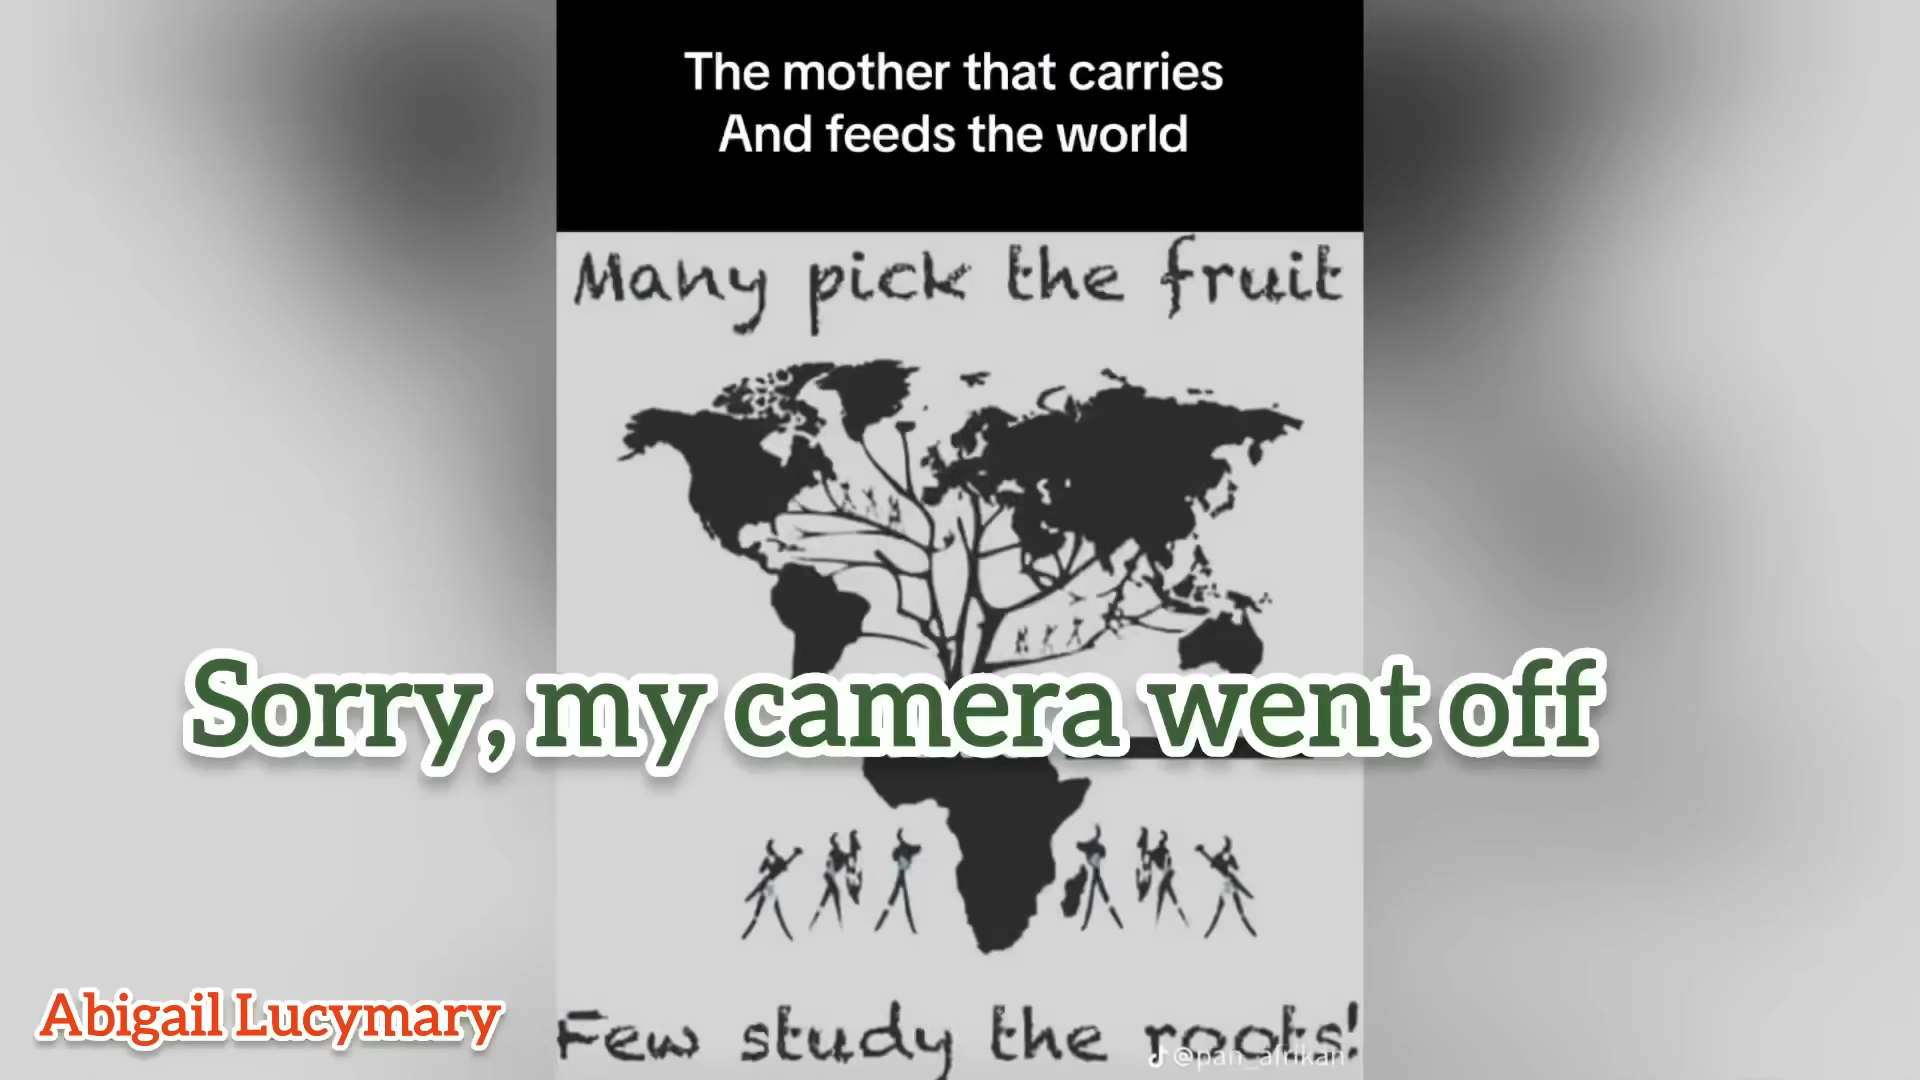 The mother that carries
And feeds the world
Many pick the fruit
Sorry, my camera went off
Abigail Lucymary
Few study the roots!
@pan_afrikan